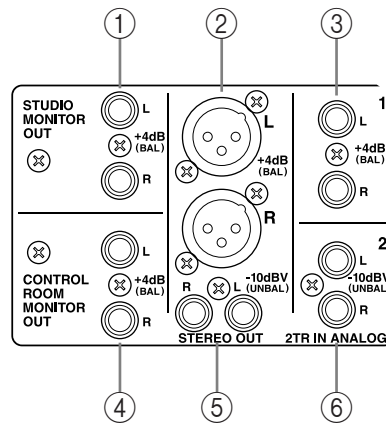 ① ② ③
STUDIO
MONITOR
OUT
L
+4dB
(BAL)
R
L
+4dB
(BAL)
R
1
L
+4dB
(BAL)
R
CONTROL
ROOM
MONITOR
OUT
L
+4dB
(BAL)
R
R L -10dBV
(UNBAL)
STEREO OUT
2
L
-10dBV
(UNBAL
R
2TR IN ANALOG
④ ⑤ ⑥